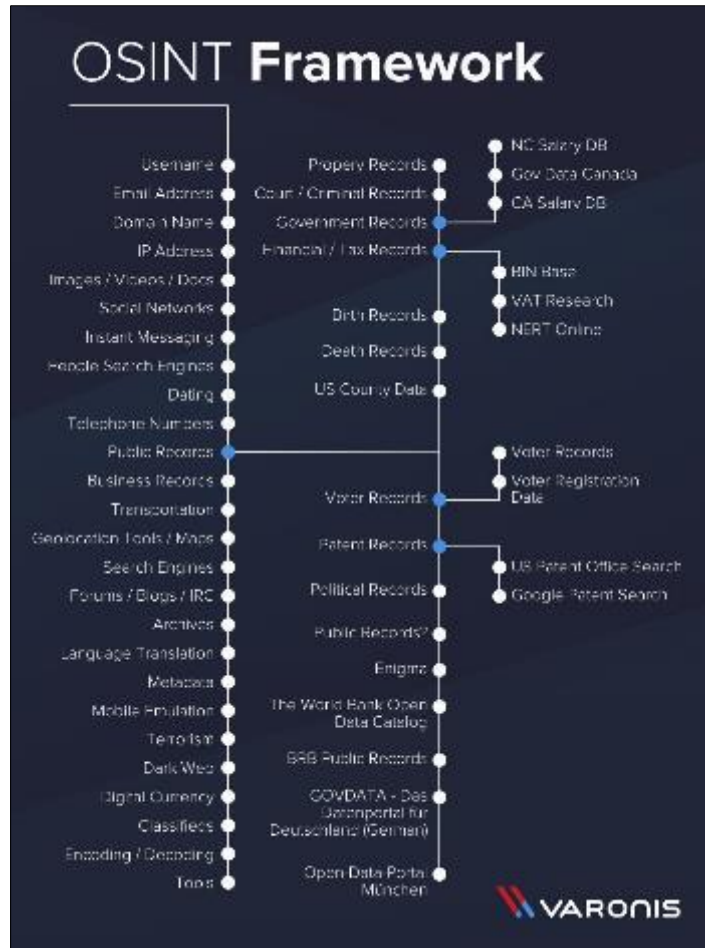 OSINT Framework
Username
Email Address
Domain Name
IP Address
Images / Videos / Docs
Social Networks
Instant Messaging
People Search Engines
Dating
Telephone Numbers
Public Records
Business Records
Transportation
Geolocation Tools / Maps
Search Engines
Forums / Blogs / IRC
Archives
Language Translation
Metadata
Mobile Emulation
Terrorism
Dark Web
Digital Currency
Classifieds
Encoding / Decoding
Tools
Propery Records
Court / Criminal Records
Government Records
Financial / Tax Records
Birth Records
Death Records
US County Data
Voter Records
Patent Records
Political Records
Public Records?
Enigma
The World Bank Open
Data Catalog
BRB Public Records
GOVDATA - Das
Datenportal für
Deutschland (German)
Open-Data-Portal
München
NC Salary DB
Gov Data Canada
CA Salary DB
BIN Base
VAT Research
NERT Online
Voter Records
Voter Registration
Data
US Patent Office Search
Google Patent Search
VARONIS